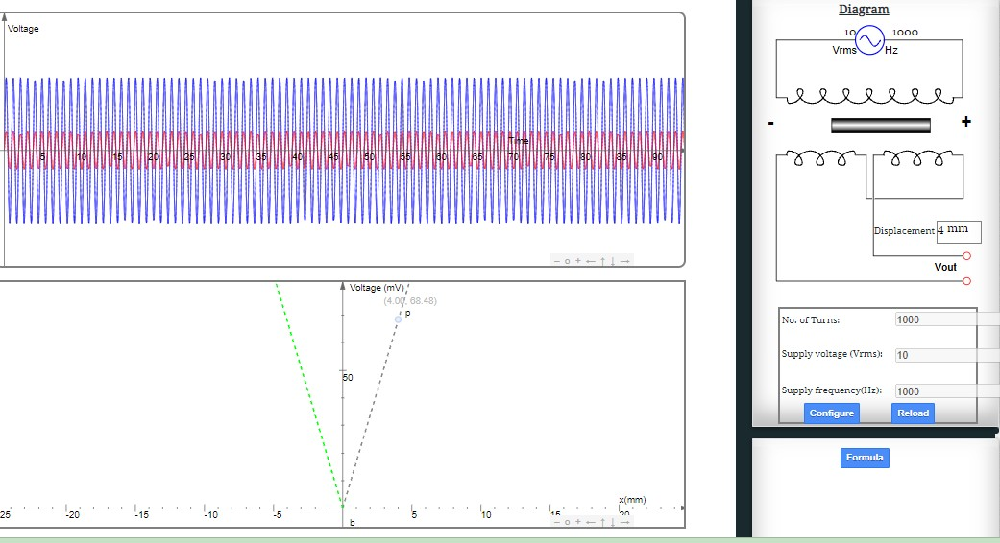 Voltage
Time
5 10 15 20 25 30 35 40 45 50 55 60 65 70 75 80 85 90
− o + ← ↑ ↓ →
Voltage (mV)
(4.00, 68.48)
p
50
x(mm)
25 -20 -15 -10 -5 5 10 15 20
b
− o + ← ↑ ↓ →
Diagram
10 1000
Vrms Hz
- +
Displacement 4 mm
Vout
No. of Turns: 1000
Supply voltage (Vrms): 10
Supply frequency(Hz): 1000
Configure Reload
Formula